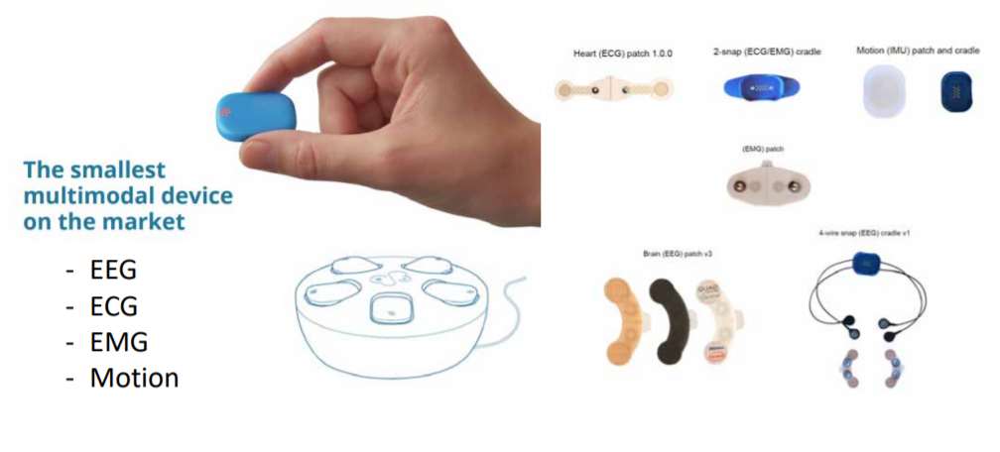 The smallest
multimodal device
on the market
- EEG
- ECG
- EMG
- Motion
Heart (ECG) patch 1.0.0
2-snap (ECG/EMG) cradle
Motion (IMU) patch and cradle
(EMG) patch
Brain (EEG) patch v3
4-wire snap (EEG) cradle v1